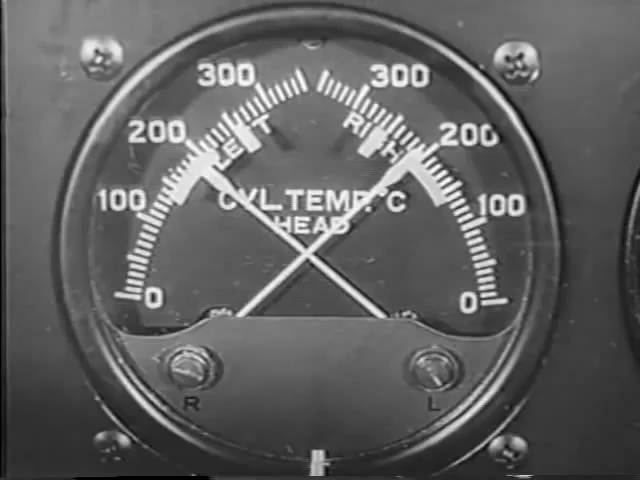 300 300
LEFT RIGHT
200 200
CYL.TEMP.°C
100 100
HEAD
0 0
R L